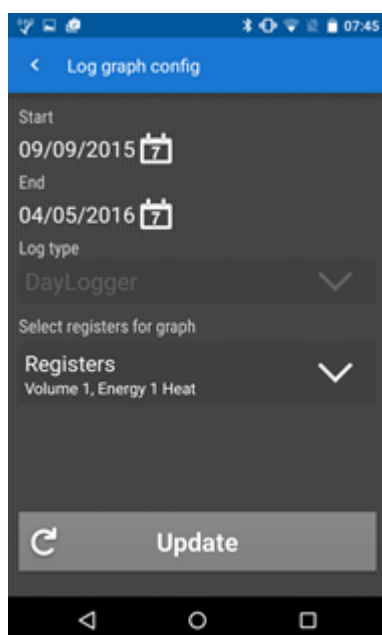 07:45
Log graph config
Start
09/09/2015 7
End
04/05/2016 7
Log type
DayLogger
Select registers for graph
Registers
Volume 1, Energy 1 Heat
Update